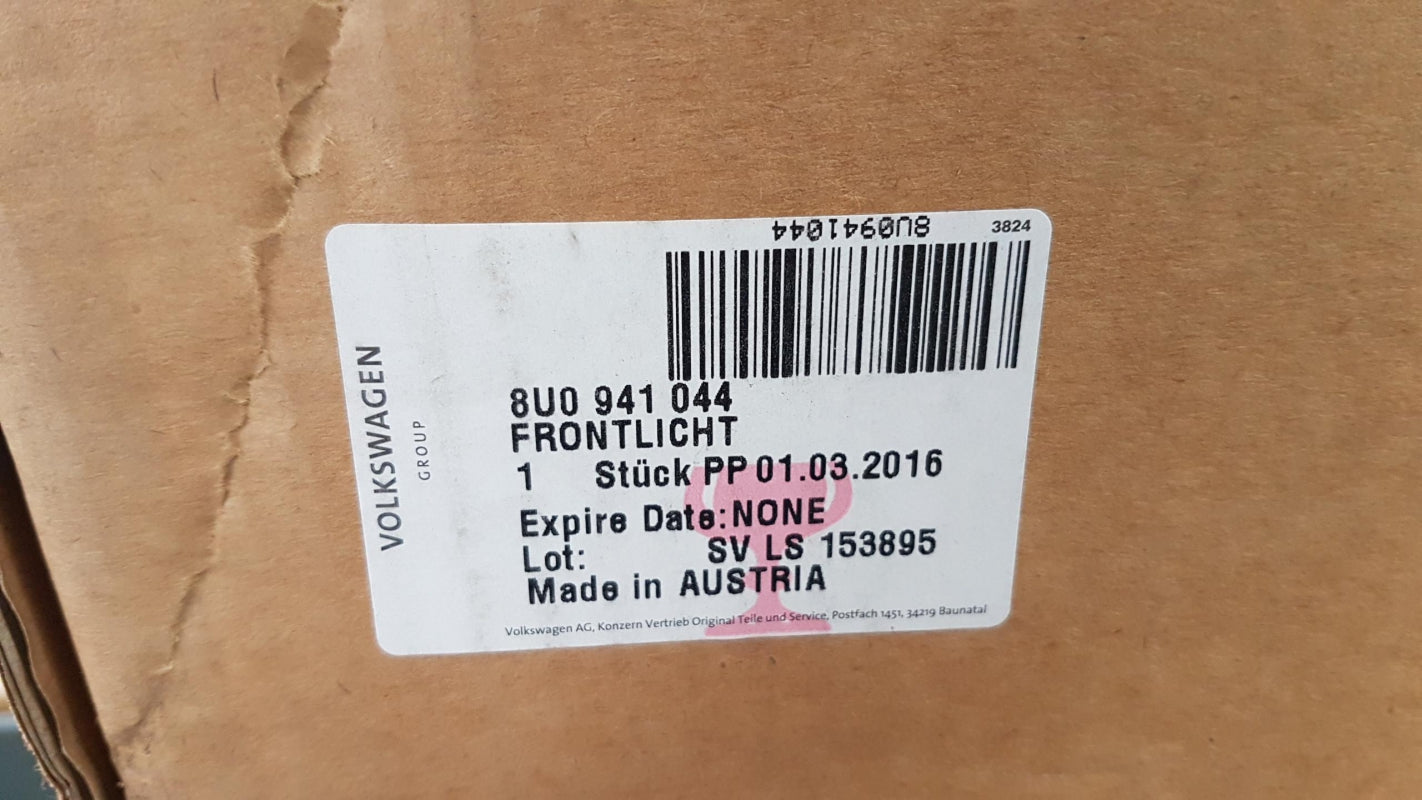 8U0941044
3824
VOLKSWAGEN
GROUP
8U0 941 044
FRONTLICHT
1 Stück PP 01.03.2016
Expire Date:NONE
Lot: SV LS 153895
Made in AUSTRIA
Volkswagen AG, Konzern Vertrieb Original Teile und Service, Postfach 1451, 34219 Baunatal